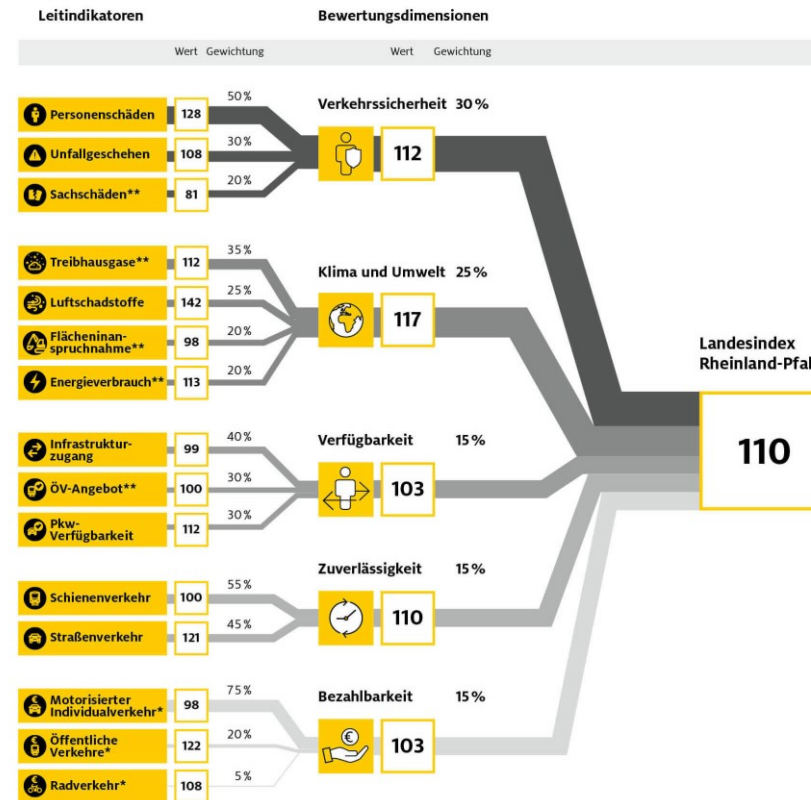 Leitindikatoren
Bewertungsdimensionen
Wert Gewichtung
Wert Gewichtung
Personenschäden 128 50 %
Unfallgeschehen 108 30 %
Sachschäden** 81 20 %
Verkehrssicherheit 30 %
112
Treibhausgase** 112 35 %
Luftschadstoffe 142 25 %
Flächeninan-
spruchnahme** 98 20 %
Energieverbrauch** 113 20 %
Klima und Umwelt 25 %
117
Infrastruktur-
zugang 99 40 %
ÖV-Angebot** 100 30 %
Pkw-
Verfügbarkeit 112 30 %
Verfügbarkeit 15 %
103
Schienenverkehr 100 55 %
Straßenverkehr 121 45 %
Zuverlässigkeit 15 %
110
Motorisierter
Individualverkehr* 98 75 %
Öffentliche
Verkehre* 122 20 %
Radverkehr* 108 5 %
Bezahlbarkeit 15 %
€
103
Landesindex
Rheinland-Pfal
110